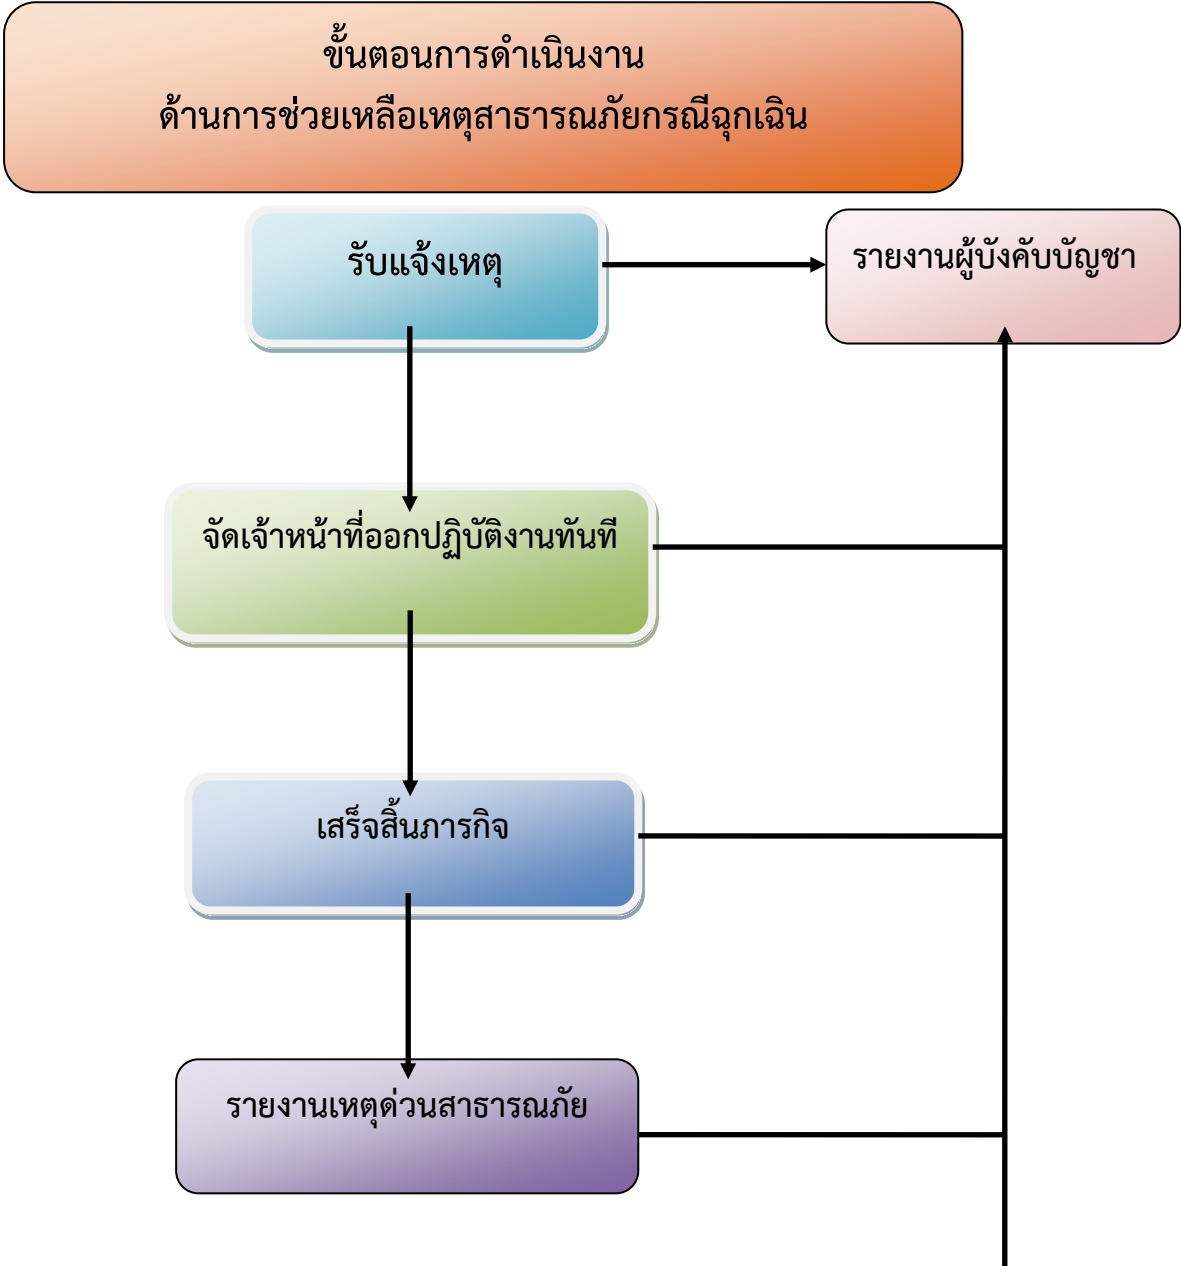 ขั้นตอนการดำเนินงาน
ด้านการช่วยเหลือเหตุสาธารณภัยกรณีฉุกเฉิน
รับแจ้งเหตุ
รายงานผู้บังคับบัญชา
จัดเจ้าหน้าที่ออกปฏิบัติงานทันที
เสร็จสิ้นภารกิจ
รายงานเหตุด่วนสาธารณภัย